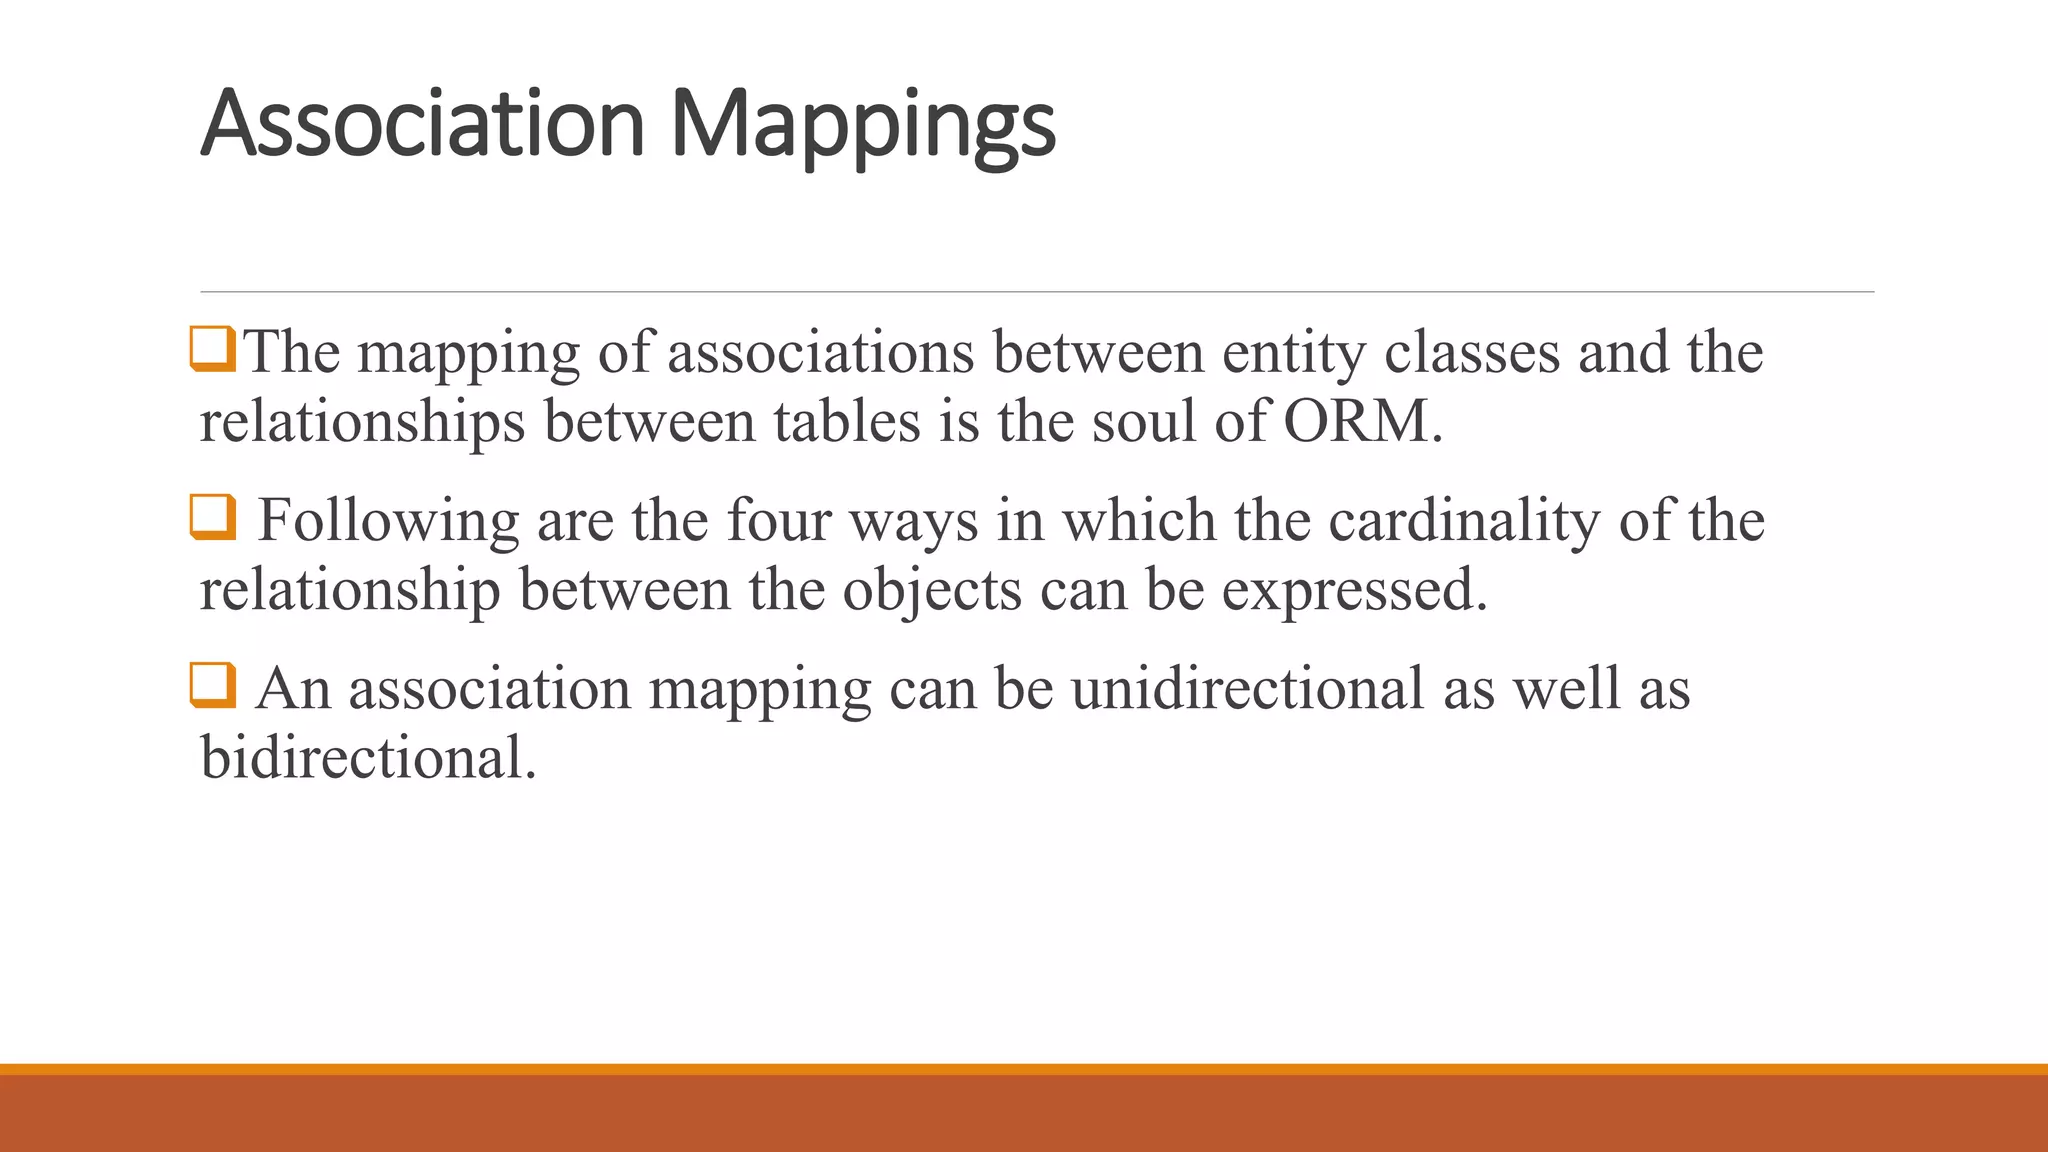 Association Mappings
The mapping of associations between entity classes and the
relationships between tables is the soul of ORM.
Following are the four ways in which the cardinality of the
relationship between the objects can be expressed.
An association mapping can be unidirectional as well as
bidirectional.